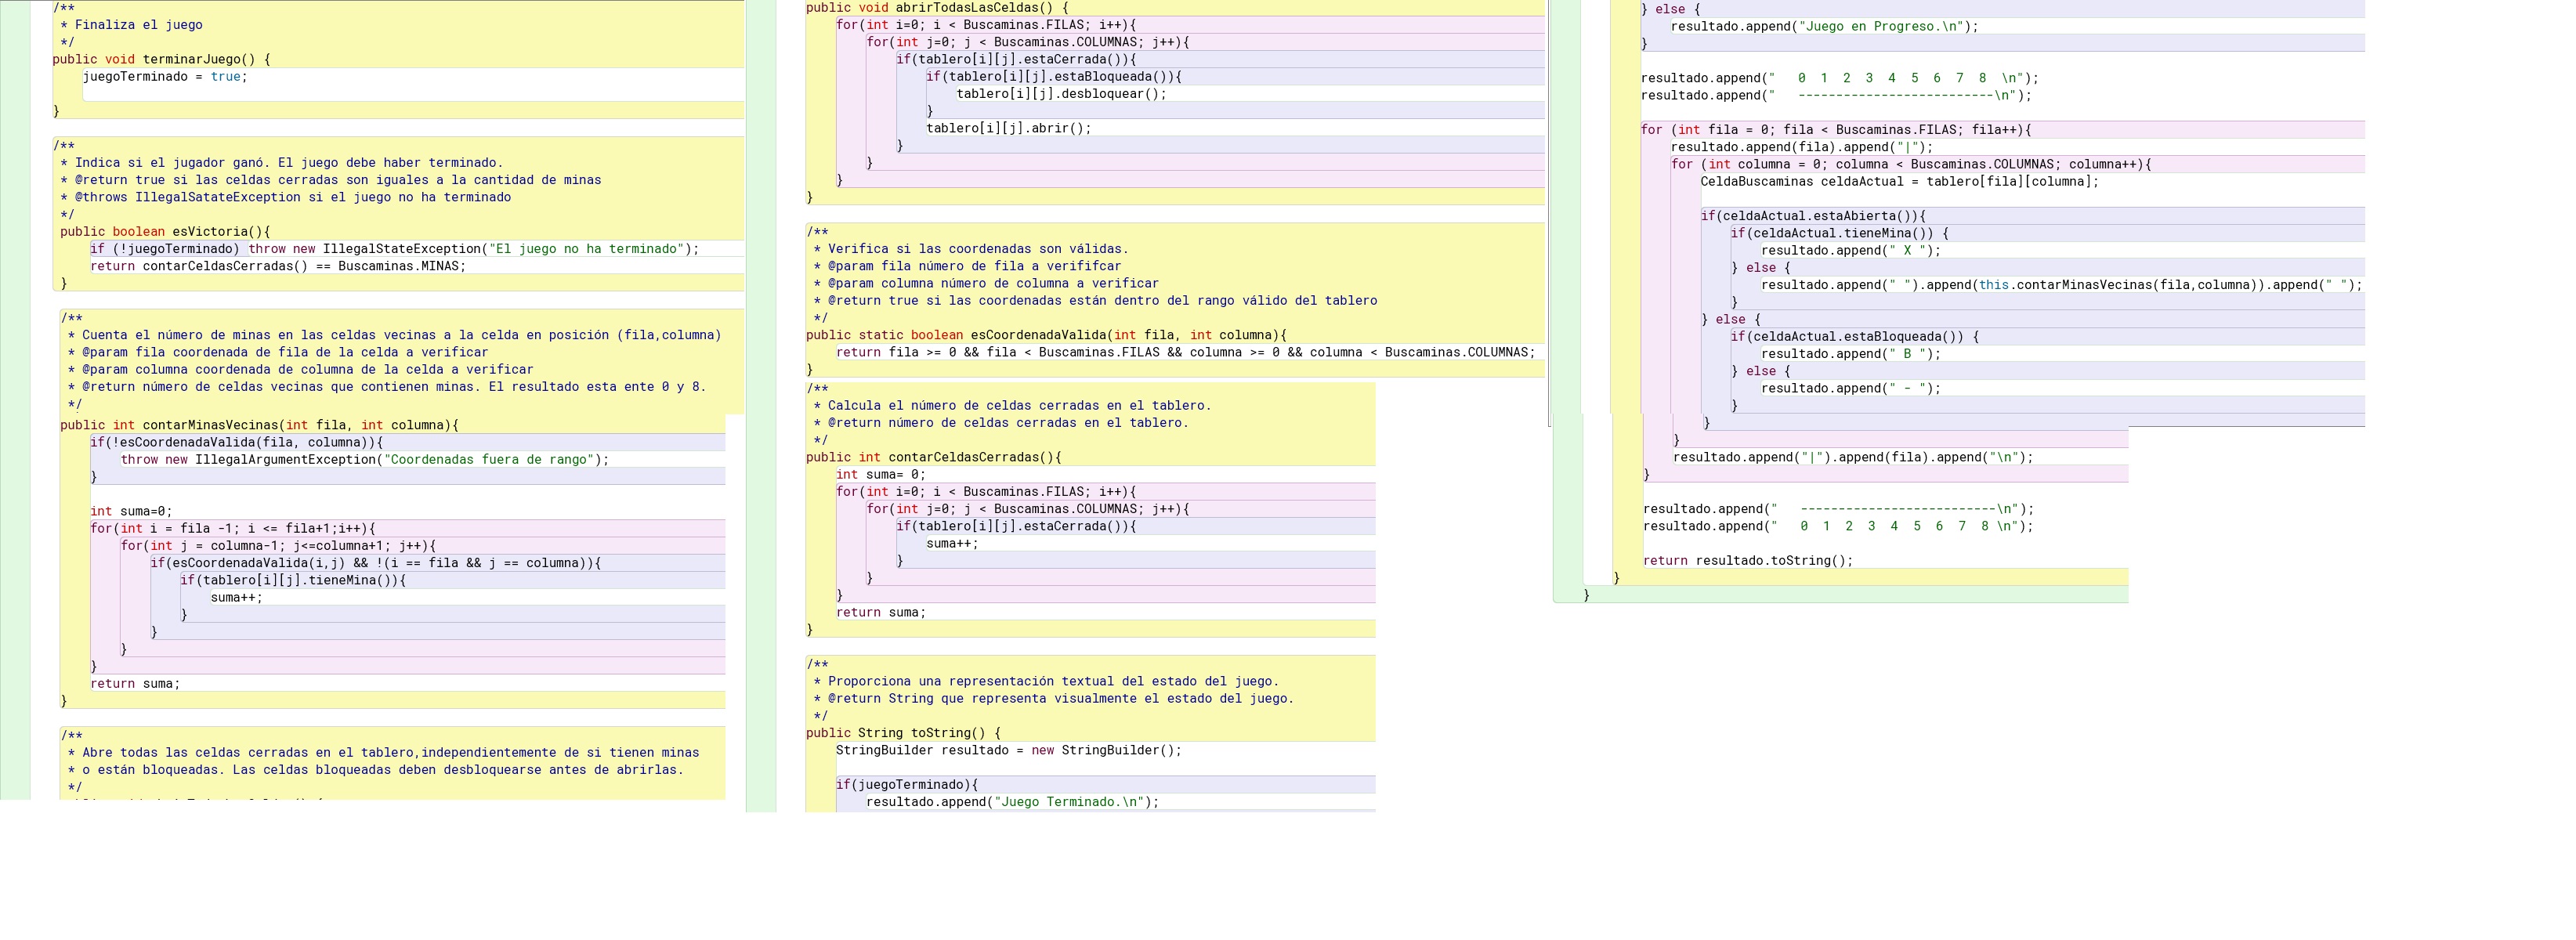 /**
 * Finaliza el juego
 */
public void terminarJuego() {
    juegoTerminado = true;

}

/**
 * Indica si el jugador ganó. El juego debe haber terminado.
 * @return true si las celdas cerradas son iguales a la cantidad de minas
 * @throws IllegalSatateException si el juego no ha terminado
 */
 public boolean esVictoria(){
     if (!juegoTerminado) throw new IllegalStateException("El juego no ha terminado");
     return contarCeldasCerradas() == Buscaminas.MINAS;
 }

 /**
  * Cuenta el número de minas en las celdas vecinas a la celda en posición (fila,columna)
  * @param fila coordenada de fila de la celda a verificar
  * @param columna coordenada de columna de la celda a verificar
  * @return número de celdas vecinas que contienen minas. El resultado esta ente 0 y 8.
  */
 public int contarMinasVecinas(int fila, int columna){
     if(!esCoordenadaValida(fila, columna)){
         throw new IllegalArgumentException("Coordenadas fuera de rango");
     }

     int suma=0;
     for(int i = fila -1; i <= fila+1;i++){
         for(int j = columna-1; j<=columna+1; j++){
             if(esCoordenadaValida(i,j) && !(i == fila && j == columna)){
                 if(tablero[i][j].tieneMina()){
                     suma++;
                 }
             }
         }
     }
     return suma;
 }

 /**
  * Abre todas las celdas cerradas en el tablero,independientemente de si tienen minas
  * o están bloqueadas. Las celdas bloqueadas deben desbloquearse antes de abrirlas.
  */
public void abrirTodasLasCeldas() {
    for(int i=0; i < Buscaminas.FILAS; i++){
        for(int j=0; j < Buscaminas.COLUMNAS; j++){
            if(tablero[i][j].estaCerrada()){
                if(tablero[i][j].estaBloqueada()){
                    tablero[i][j].desbloquear();
                }
                tablero[i][j].abrir();
            }
        }
    }
}

/**
 * Verifica si las coordenadas son válidas.
 * @param fila número de fila a verififcar
 * @param columna número de columna a verificar
 * @return true si las coordenadas están dentro del rango válido del tablero
 */
public static boolean esCoordenadaValida(int fila, int columna){
    return fila >= 0 && fila < Buscaminas.FILAS && columna >= 0 && columna < Buscaminas.COLUMNAS;
}
/**
 * Calcula el número de celdas cerradas en el tablero.
 * @return número de celdas cerradas en el tablero.
 */
public int contarCeldasCerradas(){
    int suma= 0;
    for(int i=0; i < Buscaminas.FILAS; i++){
        for(int j=0; j < Buscaminas.COLUMNAS; j++){
            if(tablero[i][j].estaCerrada()){
                suma++;
            }
        }
    }
    return suma;
}

/**
 * Proporciona una representación textual del estado del juego.
 * @return String que representa visualmente el estado del juego.
 */
public String toString() {
    StringBuilder resultado = new StringBuilder();

    if(juegoTerminado){
        resultado.append("Juego Terminado.\n");
    } else {
        resultado.append("Juego en Progreso.\n");
    }

    resultado.append("   0  1  2  3  4  5  6  7  8  \n");
    resultado.append("   --------------------------\n");

    for (int fila = 0; fila < Buscaminas.FILAS; fila++){
        resultado.append(fila).append("|");
        for (int columna = 0; columna < Buscaminas.COLUMNAS; columna++){
            CeldaBuscaminas celdaActual = tablero[fila][columna];

            if(celdaActual.estaAbierta()){
                if(celdaActual.tieneMina()) {
                    resultado.append(" X ");
                } else {
                    resultado.append(" ").append(this.contarMinasVecinas(fila,columna)).append(" ");
                }
            } else {
                if(celdaActual.estaBloqueada()) {
                    resultado.append(" B ");
                } else {
                    resultado.append(" - ");
                }
            }
        }
        resultado.append("|").append(fila).append("\n");
    }

    resultado.append("   --------------------------\n");
    resultado.append("   0  1  2  3  4  5  6  7  8 \n");

    return resultado.toString();
}
}